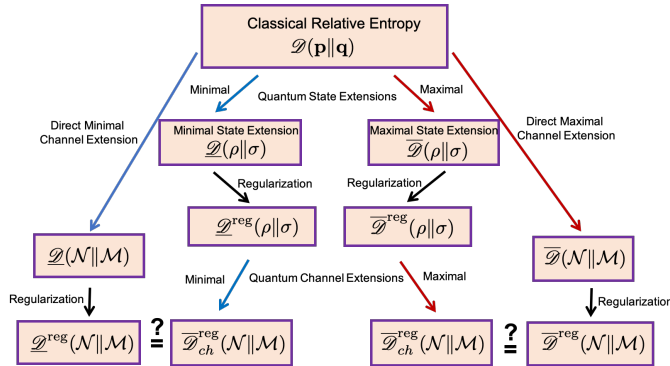 Classical Relative Entropy
𝒟(p‖q)
Minimal
Quantum State Extensions
Maximal
Direct Minimal
Channel Extension
Minimal State Extension
𝒟̲(ρ‖σ)
Maximal State Extension
𝒟̅(ρ‖σ)
Direct Maximal
Channel Extension
Regularization
Regularization
𝒟̲^reg(ρ‖σ)
𝒟̅^reg(ρ‖σ)
𝒟̲(𝒩‖ℳ)
𝒟̅(𝒩‖ℳ)
Minimal
Quantum Channel Extensions
Maximal
Regularization
Regularization
𝒟̲^reg(𝒩‖ℳ)
?
=
𝒟̅_ch^reg(𝒩‖ℳ)
𝒟̅_ch^reg(𝒩‖ℳ)
?
=
𝒟̅^reg(𝒩‖ℳ)